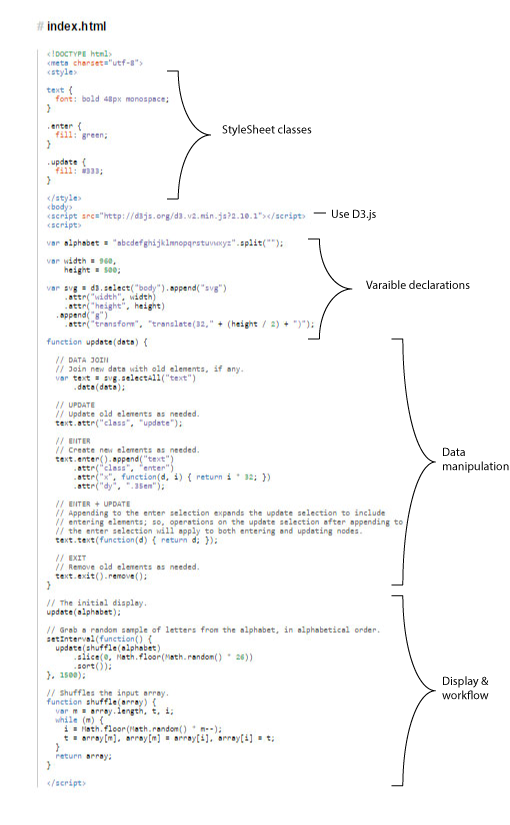 # index.html
<!DOCTYPE html>
<meta charset="utf-8">
<style>
text {
font: bold 48px monospace;
}
.enter {
fill: green;
}
.update {
fill: #333;
}
</style>
<body>
<script src="http://d3js.org/d3.v2.min.js?2.10.1"></script>
<script>
var alphabet = "abcdefghijklmnopqrstuvwxyz".split("");
var width = 960,
height = 500;
var svg = d3.select("body").append("svg")
.attr("width", width)
.attr("height", height)
.append("g")
.attr("transform", "translate(32," + (height / 2) + ")");
function update(data) {
// DATA JOIN
// Join new data with old elements, if any.
var text = svg.selectAll("text")
.data(data);
// UPDATE
// Update old elements as needed.
text.attr("class", "update");
// ENTER
// Create new elements as needed.
text.enter().append("text")
.attr("class", "enter")
.attr("x", function(d, i) { return i * 32; })
.attr("dy", ".35em");
// ENTER + UPDATE
// Appending to the enter selection expands the update selection to include
// entering elements; so, operations on the update selection after appending to
// the enter selection will apply to both entering and updating nodes.
text.text(function(d) { return d; });
// EXIT
// Remove old elements as needed.
text.exit().remove();
}
// The initial display.
update(alphabet);
// Grab a random sample of letters from the alphabet, in alphabetical order.
setInterval(function() {
update(shuffle(alphabet)
.slice(0, Math.floor(Math.random() * 26))
.sort());
}, 1500);
// Shuffles the input array.
function shuffle(array) {
var m = array.length, t, i;
while (m) {
i = Math.floor(Math.random() * m--);
t = array[m], array[m] = array[i], array[i] = t;
}
return array;
}
</script>
StyleSheet classes
Use D3.js
Varaible declarations
Data
manipulation
Display &
workflow